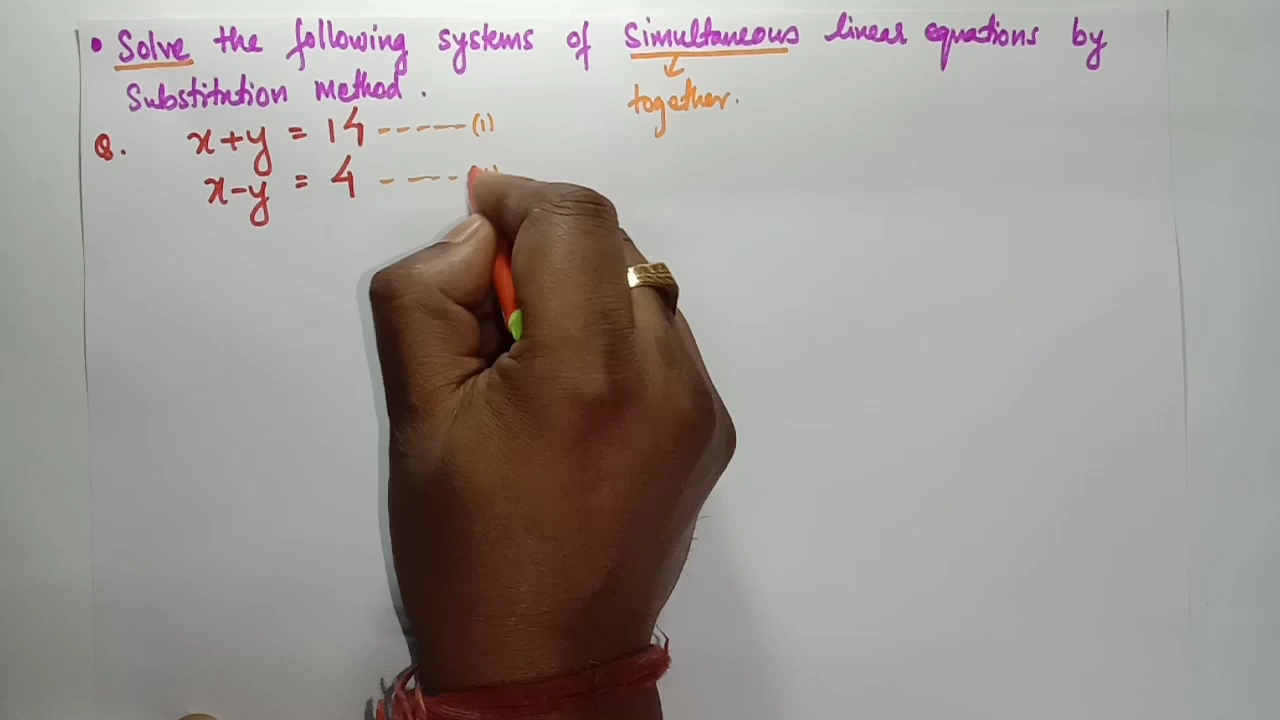 • Solve the following systems of Simultaneous linear equations by
Substitution Method.
together.
Q. x+y = 14 ------ (1)
x-y = 4 - ----